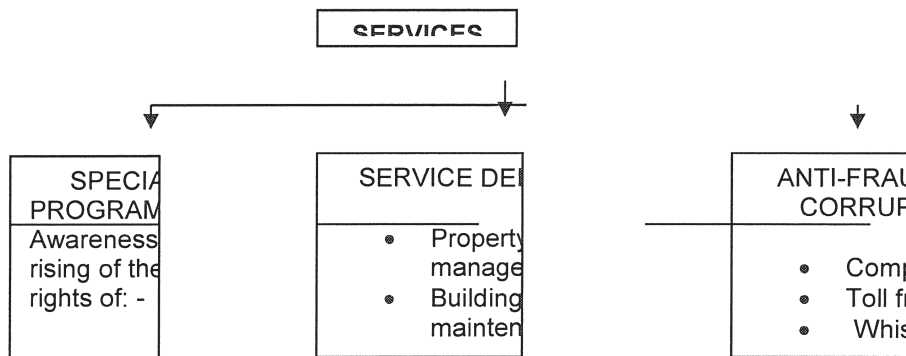 SERVICES
SPECIA
PROGRAM
Awareness
rising of the
rights of: -
SERVICE
• Property
manage
• Building
mainten
ANTI-FRAU
CORRUP
• Comp
• Toll fr
• Whis